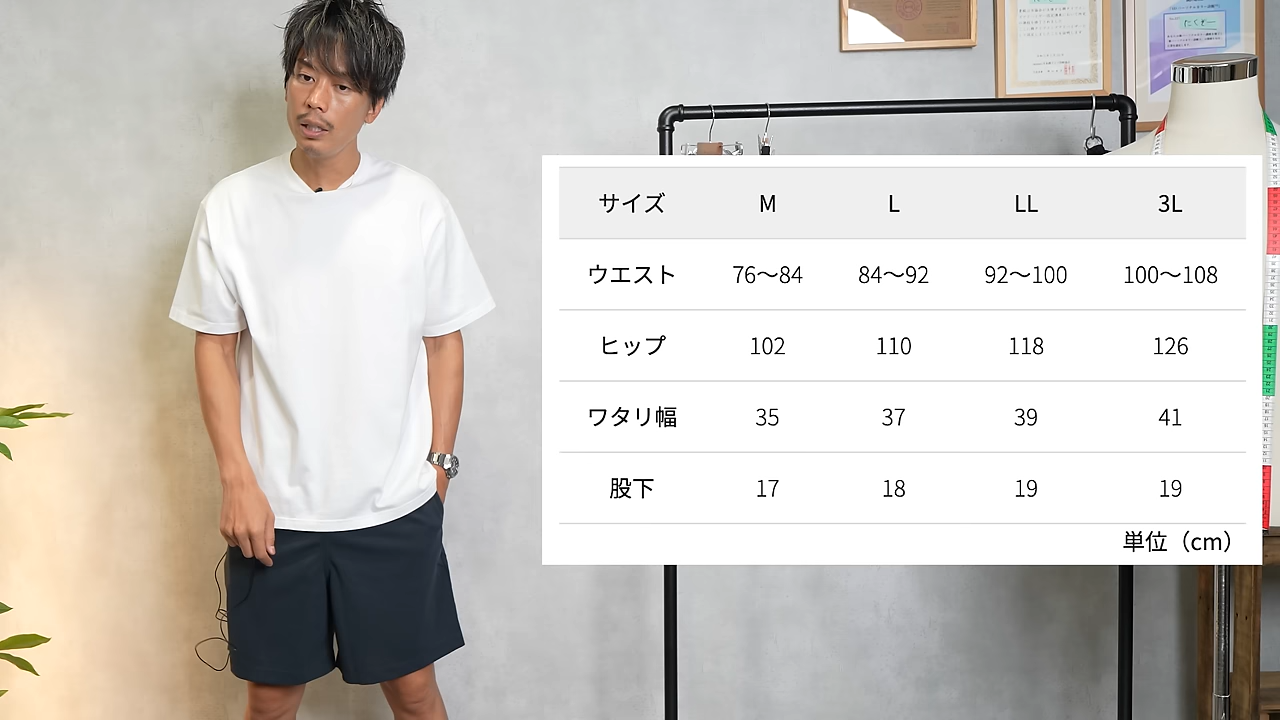 サイズ M L LL 3L
ウエスト 76〜84 84〜92 92〜100 100〜108
ヒップ 102 110 118 126
ワタリ幅 35 37 39 41
股下 17 18 19 19
単位（cm）